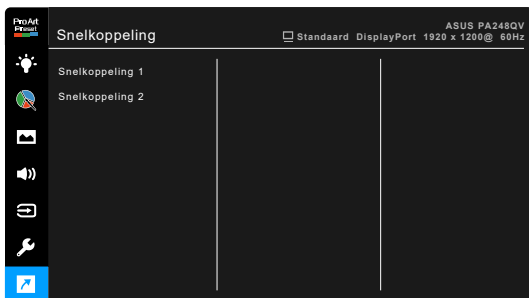 ProArt
Preset
Snelkoppeling
ASUS PA248QV
Standaard DisplayPort 1920 x 1200@ 60Hz
Snelkoppeling 1
Snelkoppeling 2